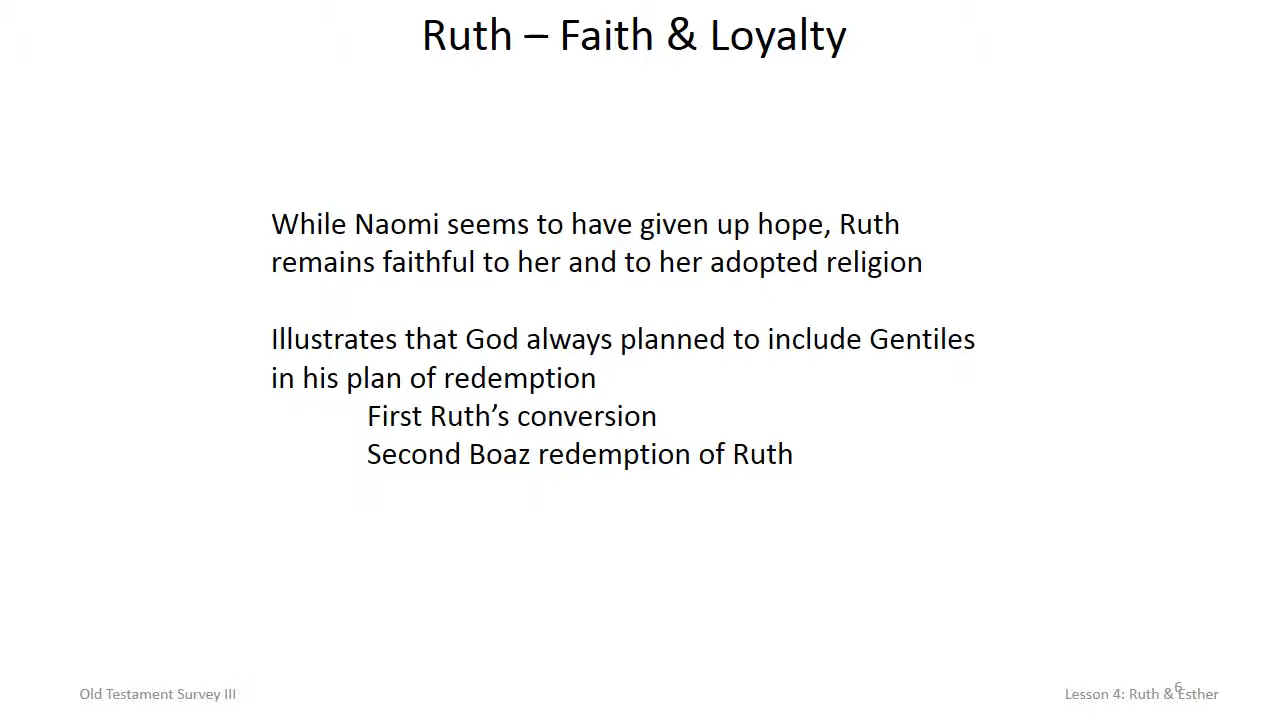 Ruth – Faith & Loyalty
While Naomi seems to have given up hope, Ruth
remains faithful to her and to her adopted religion
Illustrates that God always planned to include Gentiles
in his plan of redemption
First Ruth’s conversion
Second Boaz redemption of Ruth
Old Testament Survey III
Lesson 4: Ruth & Esther
6